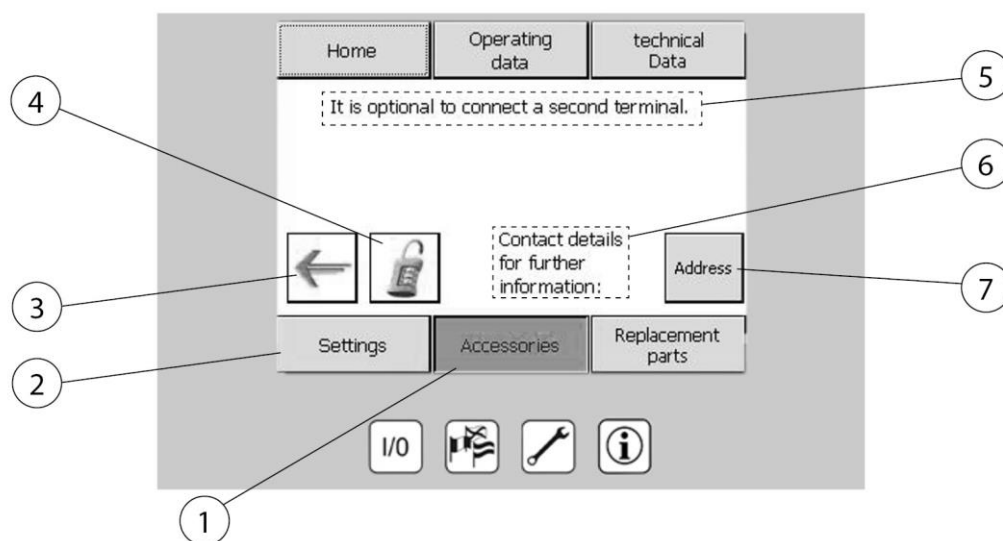 Home
Operating
data
technical
Data
It is optional to connect a second terminal.
4
5
6
Contact details
for further
information:
Address
3
7
Settings
Accessories
Replacement
parts
2
I/0
i
1